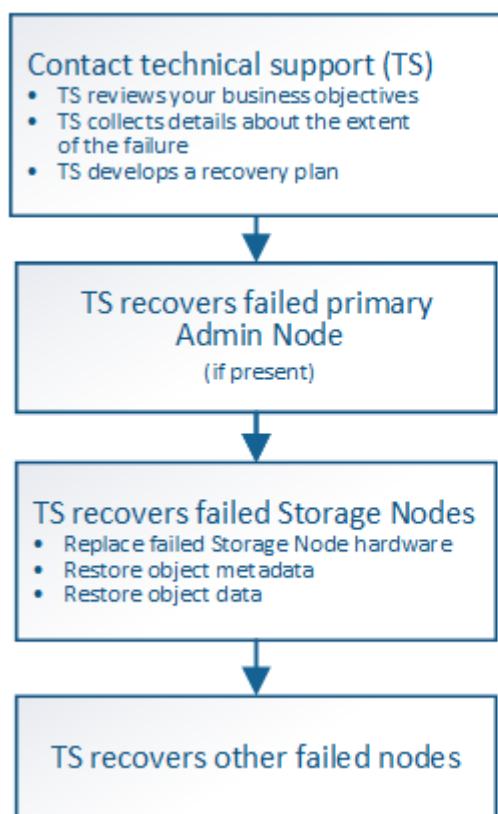 Contact technical support (TS)
• TS reviews your business objectives
• TS collects details about the extent
of the failure
• TS develops a recovery plan
TS recovers failed primary
Admin Node
(if present)
TS recovers failed Storage Nodes
• Replace failed Storage Node hardware
• Restore object metadata
• Restore object data
TS recovers other failed nodes